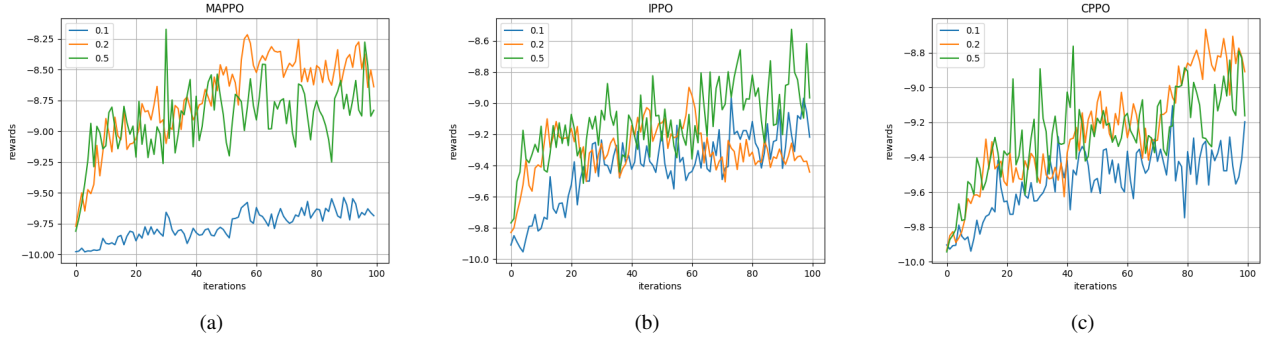 MAPPO
0.1
0.2
0.5
−8.25
−8.50
−8.75
−9.00
−9.25
−9.50
−9.75
−10.00
rewards
0 20 40 60 80 100
iterations
(a)
IPPO
0.1
0.2
0.5
−8.6
−8.8
−9.0
−9.2
−9.4
−9.6
−9.8
−10.0
rewards
0 20 40 60 80 100
iterations
(b)
CPPO
0.1
0.2
0.5
−8.8
−9.0
−9.2
−9.4
−9.6
−9.8
−10.0
rewards
0 20 40 60 80 100
iterations
(c)